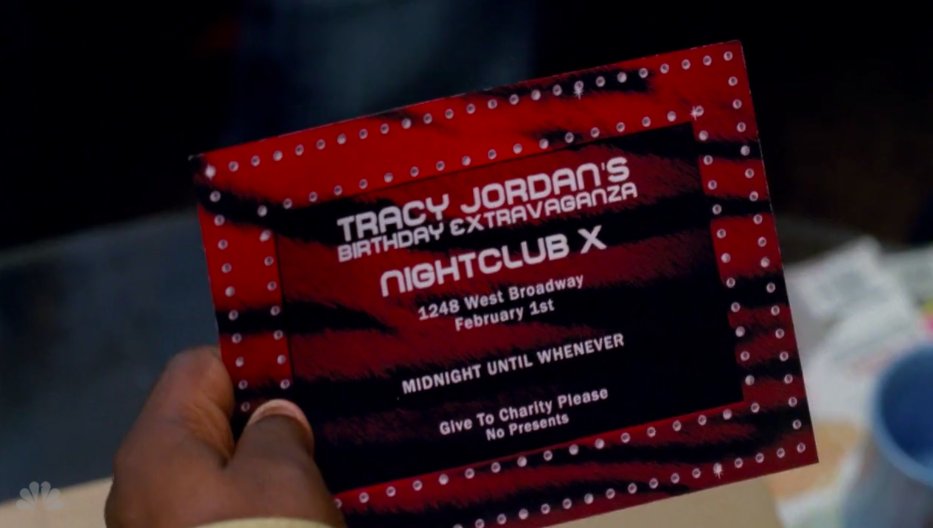 TRACY JORDAN'S
BIRTHDAY EXTRAVAGANZA
NIGHTCLUB X
1248 West Broadway
February 1st
MIDNIGHT UNTIL WHENEVER
Give To Charity Please
No Presents